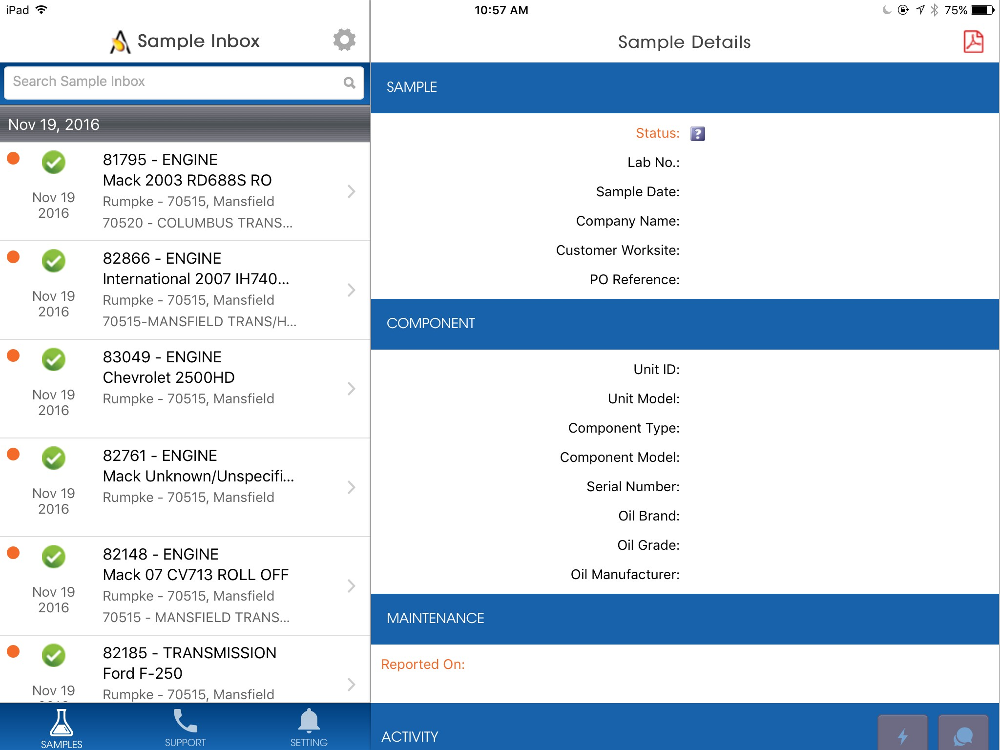 iPad
10:57 AM
75%
Sample Inbox
Search Sample Inbox
Nov 19, 2016
81795 - ENGINE
Mack 2003 RD688S RO
Rumpke - 70515, Mansfield
70520 - COLUMBUS TRANS...
Nov 19
2016
82866 - ENGINE
International 2007 IH740...
Rumpke - 70515, Mansfield
70515-MANSFIELD TRANS/H...
Nov 19
2016
83049 - ENGINE
Chevrolet 2500HD
Rumpke - 70515, Mansfield
Nov 19
2016
82761 - ENGINE
Mack Unknown/Unspecifi...
Rumpke - 70515, Mansfield
Nov 19
2016
82148 - ENGINE
Mack 07 CV713 ROLL OFF
Rumpke - 70515, Mansfield
70515 - MANSFIELD TRANS...
Nov 19
2016
82185 - TRANSMISSION
Ford F-250
Rumpke - 70515, Mansfield
Nov 19
SAMPLES
SUPPORT
SETTING
Sample Details
SAMPLE
Status: ?
Lab No.:
Sample Date:
Company Name:
Customer Worksite:
PO Reference:
COMPONENT
Unit ID:
Unit Model:
Component Type:
Component Model:
Serial Number:
Oil Brand:
Oil Grade:
Oil Manufacturer:
MAINTENANCE
Reported On:
ACTIVITY